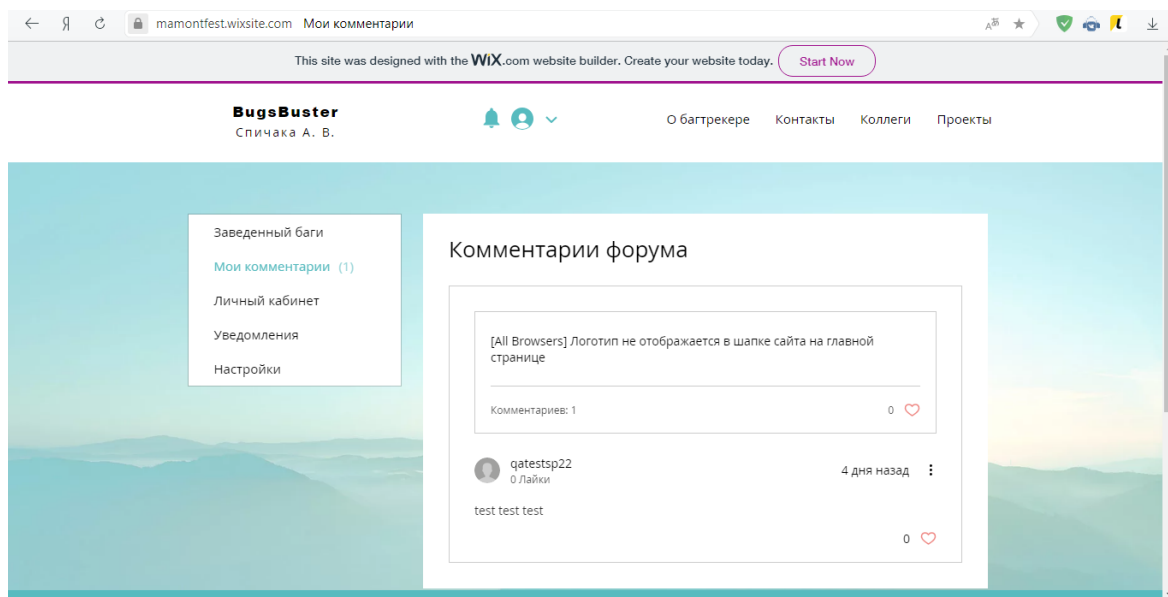 mamontfest.wixsite.com Мои комментарии
This site was designed with the WiX.com website builder. Create your website today. Start Now
BugsBuster
Спичака А. В.
О багтрекере Контакты Коллеги Проекты
Заведенный баги
Мои комментарии (1)
Личный кабинет
Уведомления
Настройки
Комментарии форума
[All Browsers] Логотип не отображается в шапке сайта на главной
странице
Комментариев: 1 0
qatestsp22
0 Лайки
4 дня назад
test test test
0